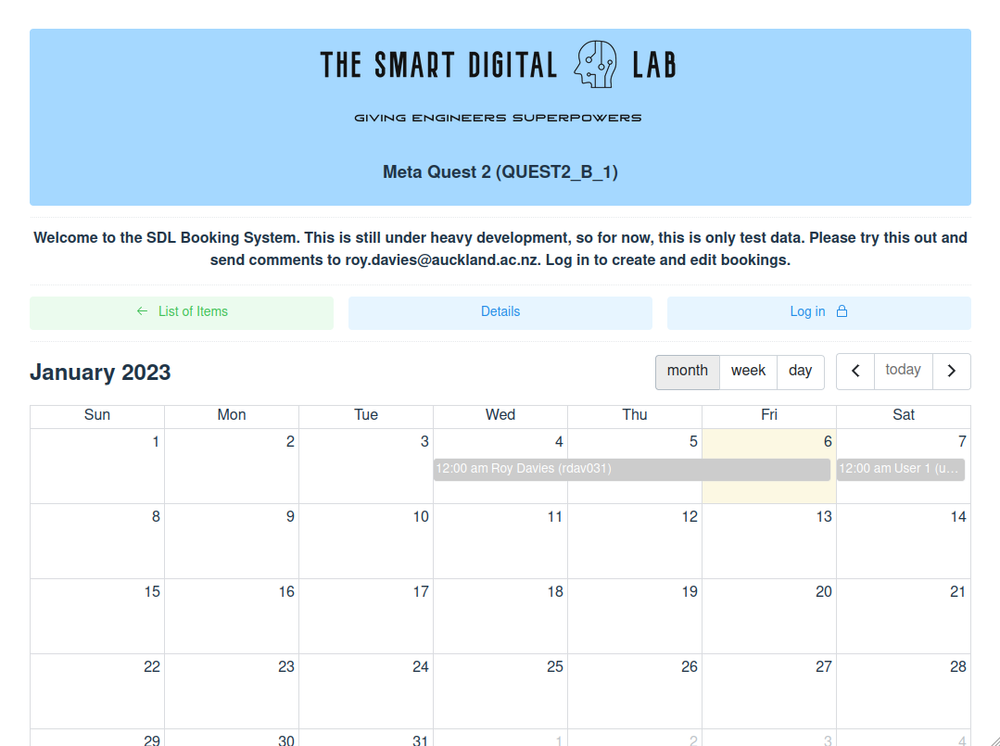 THE SMART DIGITAL LAB
GIVING ENGINEERS SUPERPOWERS
Meta Quest 2 (QUEST2_B_1)
Welcome to the SDL Booking System. This is still under heavy development, so for now, this is only test data. Please try this out and
send comments to roy.davies@auckland.ac.nz. Log in to create and edit bookings.
← List of Items Details Log in
January 2023 month week day today
Sun Mon Tue Wed Thu Fri Sat
1 2 3 4 5 6 7
12:00 am Roy Davies (rdav031) 12:00 am User 1 (u...
8 9 10 11 12 13 14
15 16 17 18 19 20 21
22 23 24 25 26 27 28
29 30 31 1 2 3 4